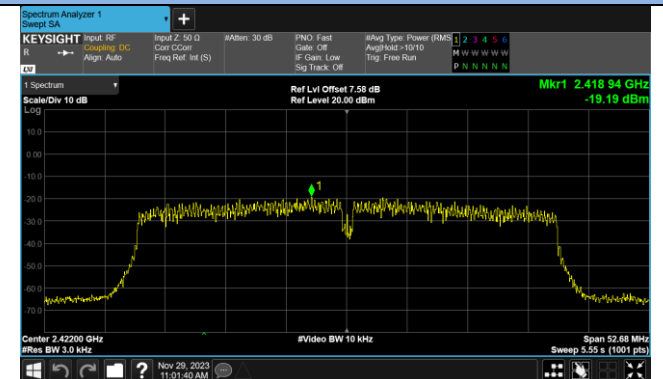 Spectrum Analyzer 1
Swept SA
+
KEYSIGHT Input: RF Input Z: 50 Ω #Atten: 30 dB PNO: Fast #Avg Type: Power (RMS 1 2 3 4 5 6
R Coupling: DC Corr CCorr Gate: Off Avg|Hold:>10/10 M W W W W W
Align: Auto Freq Ref: Int (S) IF Gain: Low Trig: Free Run
LXI Sig Track: Off P N N N N N
1 Spectrum
Scale/Div 10 dB
Ref Lvl Offset 7.58 dB
Ref Level 20.00 dBm
Mkr1 2.418 94 GHz
-19.19 dBm
Log
10.0
0.00
-10.0
1
-20.0
-30.0
-40.0
-50.0
-60.0
-70.0
Center 2.42200 GHz #Video BW 10 kHz Span 52.68 MHz
#Res BW 3.0 kHz Sweep 5.55 s (1001 pts)
? Nov 29, 2023
11:01:40 AM